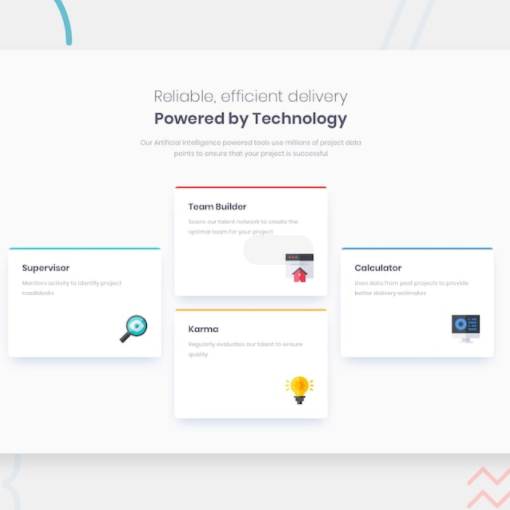 Reliable, efficient delivery
Powered by Technology
Our Artificial Intelligence powered tools use millions of project data
points to ensure that your project is successful
Team Builder
Scans our talent network to create the
optimal team for your project
Supervisor
Monitors activity to identify project
roadblocks
Calculator
Uses data from past projects to provide
better delivery estimates
Karma
Regularly evaluates our talent to ensure
quality